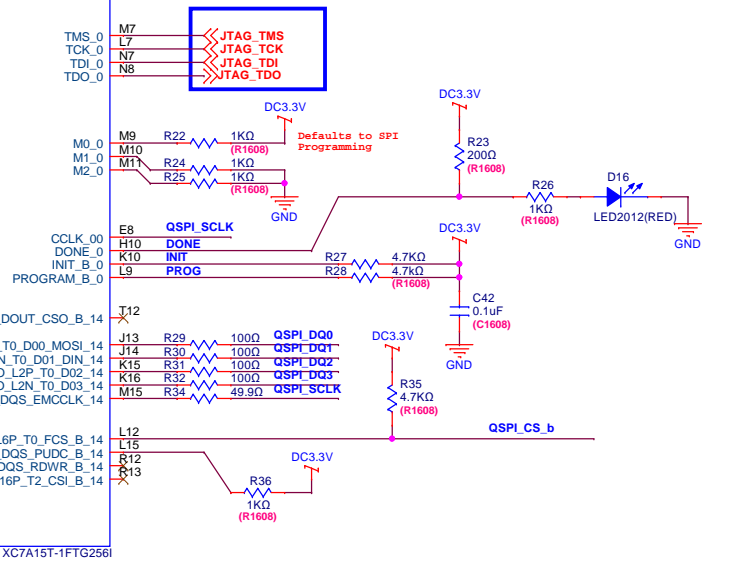 TMS_0 M7 JTAG_TMS
TCK_0 L7 JTAG_TCK
TDI_0 N7 JTAG_TDI
TDO_0 N8 JTAG_TDO
DC3.3V
DC3.3V
M0_0 M9 R22 1KΩ
(R1608)
Defaults to SPI
Programming
R23
200Ω
(R1608)
M1_0 M10
M2_0 M11 R24 1KΩ
R25 1KΩ
(R1608)
GND
R26
1KΩ
(R1608)
D16
LED2012(RED)
GND
CCLK_00 E8 QSPI_SCLK
DONE_0 H10 DONE
INIT_B_0 K10 INIT R27 4.7KΩ
PROGRAM_B_0 L9 PROG R28 4.7kΩ
(R1608)
DC3.3V
C42
0.1uF
(C1608)
GND
_DOUT_CSO_B_14 T12
_T0_D00_MOSI_14 J13 R29 100Ω QSPI_DQ0
N_T0_D01_DIN_14 J14 R30 100Ω QSPI_DQ1
_L2P_T0_D02_14 K15 R31 100Ω QSPI_DQ2
_L2N_T0_D03_14 K16 R32 100Ω QSPI_DQ3
DQS_EMCCLK_14 M15 R34 49.9Ω QSPI_SCLK
DC3.3V
R35
4.7KΩ
(R1608)
L6P_T0_FCS_B_14 L12 QSPI_CS_b
_DQS_PUDC_B_14 L15
DQS_RDWR_B_14 R12
16P_T2_CSI_B_14 R13
DC3.3V
R36
1KΩ
(R1608)
XC7A15T-1FTG256I